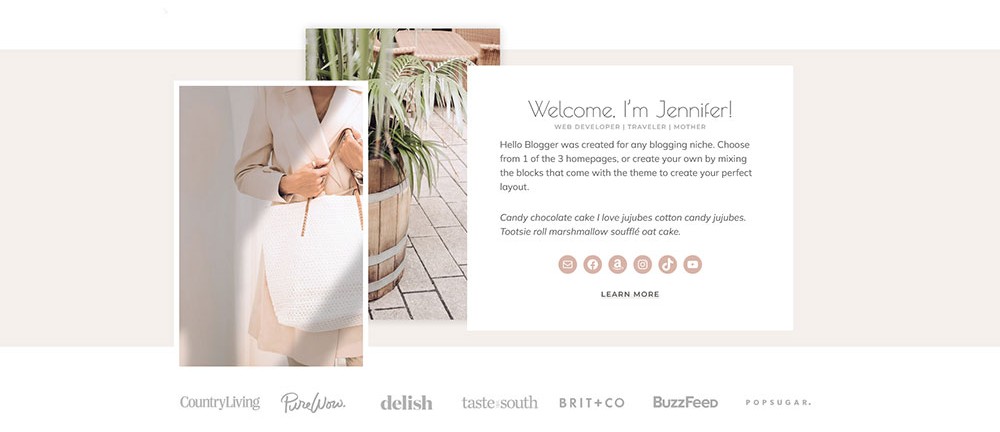 Welcome, I'm Jennifer!
WEB DEVELOPER | TRAVELER | MOTHER
Hello Blogger was created for any blogging niche. Choose
from 1 of the 3 homepages, or create your own by mixing
the blocks that come with the theme to create your perfect
layout.
Candy chocolate cake I love jujubes cotton candy jujubes.
Tootsie roll marshmallow soufflé oat cake.
LEARN MORE
CountryLiving
PureWow.
delish
taste of the south
BRIT+CO
BuzzFeed
POPSUGAR.